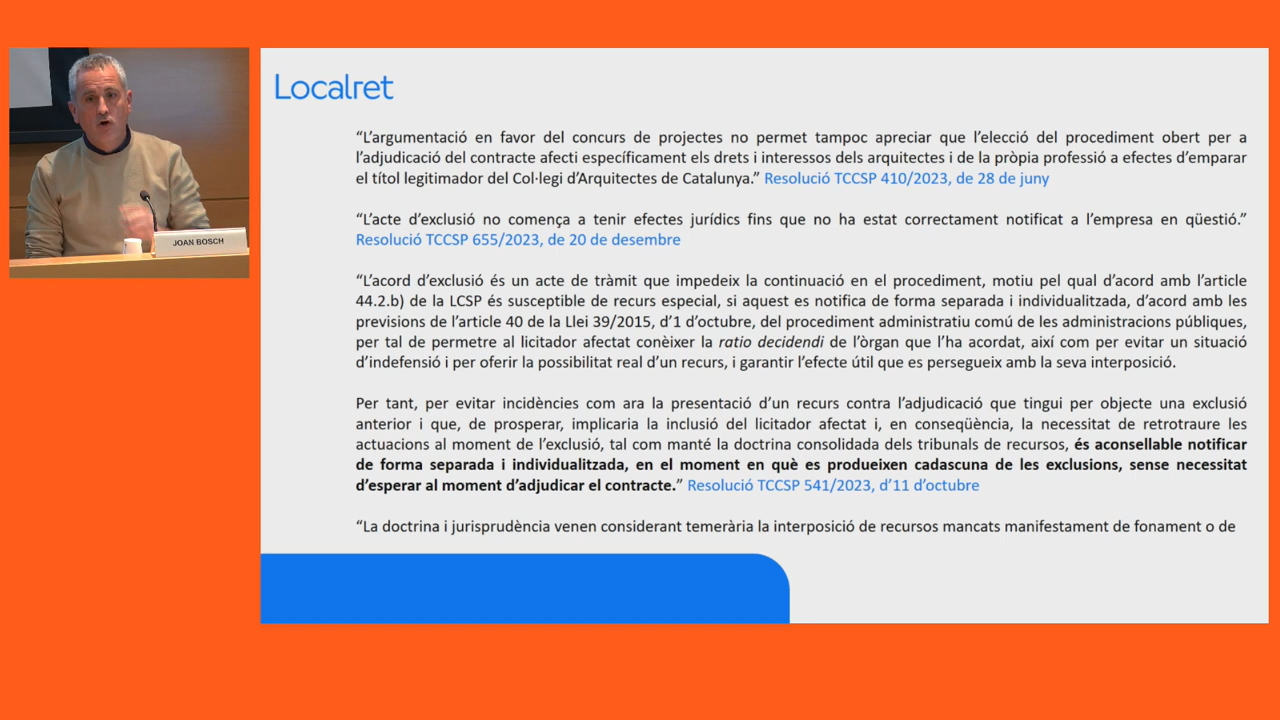 Localret
“L’argumentació en favor del concurs de projectes no permet tampoc apreciar que l’elecció del procediment obert per a
l’adjudicació del contracte afecti específicament els drets i interessos dels arquitectes i de la pròpia professió a efectes d’emparar
el títol legitimador del Col·legi d’Arquitectes de Catalunya.” Resolució TCCSP 410/2023, de 28 de juny
“L’acte d’exclusió no comença a tenir efectes jurídics fins que no ha estat correctament notificat a l’empresa en qüestió.”
Resolució TCCSP 655/2023, de 20 de desembre
“L’acord d’exclusió és un acte de tràmit que impedeix la continuació en el procediment, motiu pel qual d’acord amb l’article
44.2.b) de la LCSP és susceptible de recurs especial, si aquest es notifica de forma separada i individualitzada, d’acord amb les
previsions de l’article 40 de la Llei 39/2015, d’1 d’octubre, del procediment administratiu comú de les administracions públiques,
per tal de permetre al licitador afectat conèixer la ratio decidendi de l’òrgan que l’ha acordat, així com per evitar un situació
d’indefensió i per oferir la possibilitat real d’un recurs, i garantir l’efecte útil que es persegueix amb la seva interposició.
Per tant, per evitar incidències com ara la presentació d’un recurs contra l’adjudicació que tingui per objecte una exclusió
anterior i que, de prosperar, implicaria la inclusió del licitador afectat i, en conseqüència, la necessitat de retrotraure les
actuacions al moment de l’exclusió, tal com manté la doctrina consolidada dels tribunals de recursos, és aconsellable notificar
de forma separada i individualitzada, en el moment en què es produeixen cadascuna de les exclusions, sense necessitat
d’esperar al moment d’adjudicar el contracte.” Resolució TCCSP 541/2023, d’11 d’octubre
“La doctrina i jurisprudència venen considerant temerària la interposició de recursos mancats manifestament de fonament o de
JOAN BOSCH